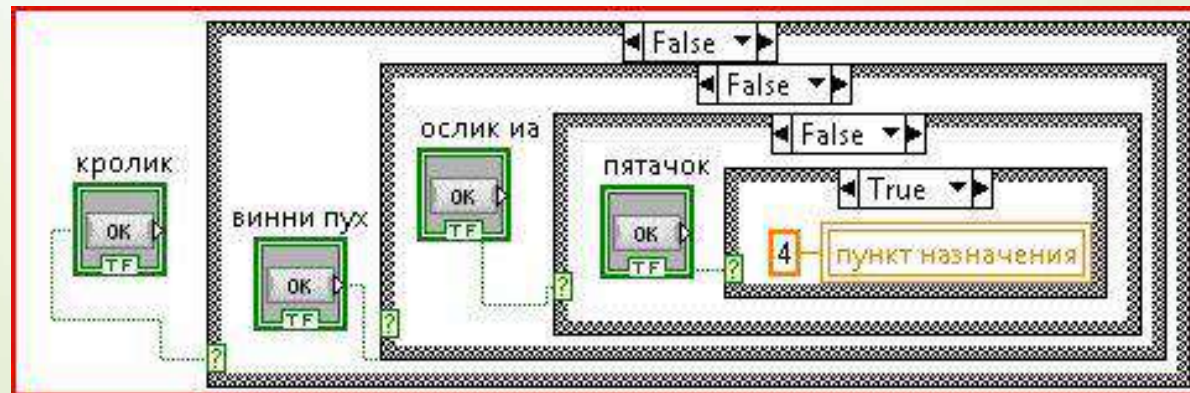 False
False
ослик иа
False
кролик
пятачок
True
OK
TF
винни пух
OK
TF
OK
TF
4
пункт назначения
?
OK
TF
?
?
?